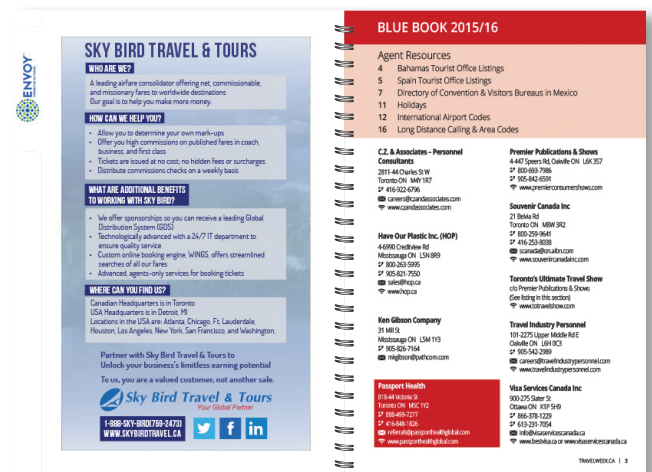 ENVOY
SKY BIRD TRAVEL & TOURS
WHO ARE WE?
A leading airfare consolidator offering net, commissionable,
and missionary fares to worldwide destinations
Our goal is to help you make more money.
HOW CAN WE HELP YOU?
• Allow you to determine your own mark-ups
• Offer you high commissions on published fares in coach,
business, and first class
• Tickets are issued at no cost; no hidden fees or surcharges
• Distribute commissions checks on a weekly basis
WHAT ARE ADDITIONAL BENEFITS
TO WORKING WITH SKY BIRD?
• We offer sponsorships so you can receive a leading Global
Distribution System (GDS)
• Technologically advanced with a 24/7 IT department to
ensure quality service
• Custom online booking engine, WINGS, offers streamlined
searches of all our fares
• Advanced, agents-only services for booking tickets
WHERE CAN YOU FIND US?
Canadian Headquarters is in Toronto
USA Headquarters is in Detroit, MI
Locations in the USA are: Atlanta, Chicago, Ft. Lauderdale,
Houston, Los Angeles, New York, San Francisco, and Washington,
Partner with Sky Bird Travel & Tours to
Unlock your business's limitless earning potential
To us, you are a valued customer, not another sale.
Sky Bird Travel & Tours
Your Global Partner
1-888-SKY-BIRD(759-2473)
WWW.SKYBIRDTRAVEL.CA
BLUE BOOK 2015/16
Agent Resources
4 Bahamas Tourist Office Listings
5 Spain Tourist Office Listings
7 Directory of Convention & Visitors Bureaus in Mexico
11 Holidays
12 International Airport Codes
16 Long Distance Calling & Area Codes
C.Z. & Associates – Personnel
Consultants
2811-44 Charles St W
Toronto ON M4Y 1R7
416-922-6796
careers@czandassociates.com
www.czandassociates.com
Have Our Plastic Inc. (HOP)
4-6990 Creditview Rd
Mississauga ON L5N 8R9
800-263-5995
905-821-7550
sales@hop.ca
www.hop.ca
Ken Gibson Company
31 Mill St
Mississauga ON L5M 1Y3
905-826-7164
mkgibson@pathcom.com
Passport Health
818-44 Victoria St
Toronto ON M5C 1Y2
888-499-7277
416-848-1826
referrals@passporthealthglobal.com
www.passporthealthglobal.com
Premier Publications & Shows
4-447 Speers Rd, Oakville ON L6K 3S7
800-693-7986
905-842-6591
www.premierconsumershows.com
Souvenir Canada Inc
21 Belvia Rd
Toronto ON M8W 3R2
800-259-9641
416-253-8038
scanada@on.aibn.com
www.souvenircanadainc.com
Toronto's Ultimate Travel Show
c/o Premier Publications & Shows
(See listing in this section)
www.totravelshow.com
Travel Industry Personnel
101-2275 Upper Middle Rd E
Oakville ON L6H 0C3
905-542-2989
careers@travelindustrypersonnel.com
www.travelindustrypersonnel.com
Visa Services Canada Inc
900-275 Slater St
Ottawa ON K1P 5H9
866-378-1229
613-231-7054
info@visaservicescanada.ca
www.bestvisa.ca or www.visaservicescanada.ca
TRAVELWEEK.CA | 3